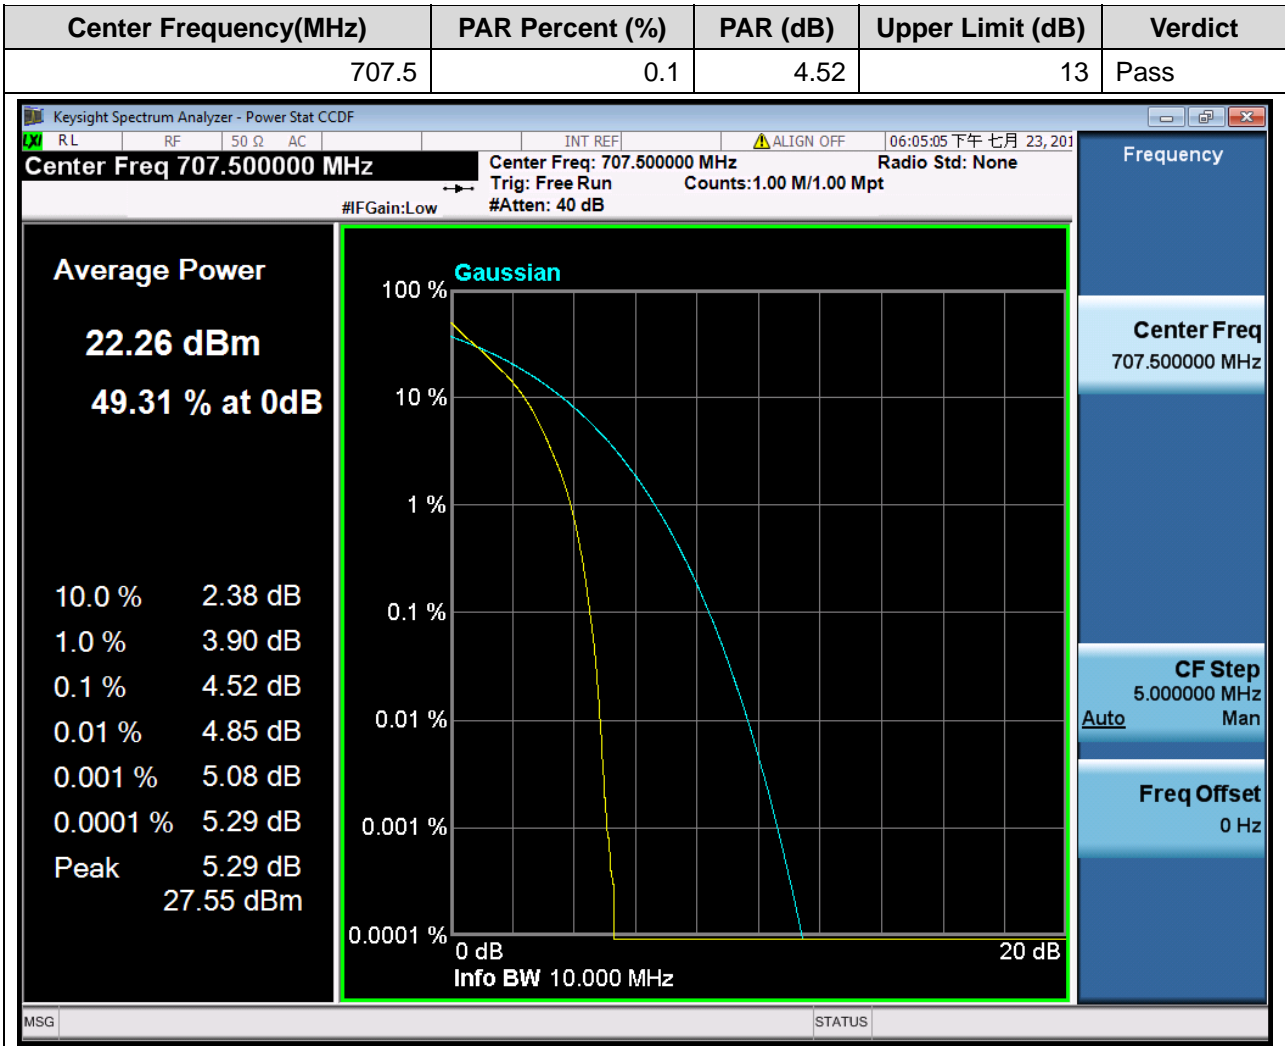 Center Frequency(MHz) PAR Percent (%) PAR (dB) Upper Limit (dB) Verdict
707.5 0.1 4.52 13 Pass
Keysight Spectrum Analyzer - Power Stat CCDF
LXI RL RF 50 Ω AC INT REF ALIGN OFF 06:05:05 下午 七月 23, 201
Center Freq 707.500000 MHz
Center Freq: 707.500000 MHz Radio Std: None
Trig: Free Run Counts:1.00 M/1.00 Mpt
#IFGain:Low #Atten: 40 dB
Frequency
Average Power
22.26 dBm
49.31 % at 0dB
10.0 % 2.38 dB
1.0 % 3.90 dB
0.1 % 4.52 dB
0.01 % 4.85 dB
0.001 % 5.08 dB
0.0001 % 5.29 dB
Peak 5.29 dB
27.55 dBm
Gaussian
100 %
10 %
1 %
0.1 %
0.01 %
0.001 %
0.0001 %
0 dB 20 dB
Info BW 10.000 MHz
Center Freq
707.500000 MHz
CF Step
5.000000 MHz
Auto Man
Freq Offset
0 Hz
MSG STATUS